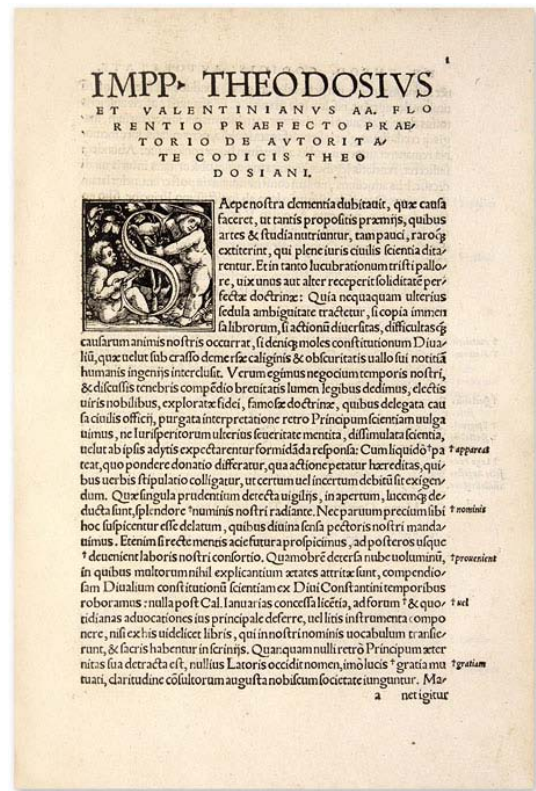 1
IMPP. THEODOSIVS
ET VALENTINIANVS AA. FLO
RENTIO PRAEFECTO PRAE-
TORIO DE AVTORITA-
TE CODICIS THEO
DOSIANI.
SAepe nostra clementia dubitauit, quæ causa
faceret, ut tantis propositis præmijs, quibus
artes & studia nutriuntur, tam pauci, raroq́;
extiterint, qui plene iuris ciuilis scientia dita-
rentur. Et in tanto lucubrationum tristi pallo-
re, uix unus aut alter receperit soliditatē per-
fectæ doctrinæ: Quia nequaquam ulterius
sedula ambiguitate tractetur, si copia immen
sa librorum, si actionū diuersitas, difficultasq́;
causarum animis nostris occurrat, si deniq; moles constitutionum Diua-
liū, quæ uelut sub crasso demersæ caliginis & obscuritatis uallo sui notitiā
humanis ingenijs interclusit. Verum egimus negocium temporis nostri,
& discussis tenebris compēdio breuitatis lumen legibus dedimus, electis
uiris nobilibus, exploratæ fidei, famosæ doctrinæ, quibus delegata cau
sa ciuilis officij, purgata interpretatione retro Principum scientiam uulga
uimus, ne Iurisperitorum ulterius seueritate mentita, dissimulata scientia,
uelut ab ipsis adytis expectarentur formidāda responsa: Cum liquidò †pa †appareat
teat, quo pondere donatio differatur, qua actione petatur hæreditas, qui-
bus uerbis stipulatio colligatur, ut certum uel incertum debitū sit exigen-
dum. Quæ singula prudentium detecta uigilijs, in apertum, lucemq́; de-
ducta sunt, splendore †numinis nostri radiante. Nec parum precium sibi †nominis
hoc suspicentur esse delatum, quibus diuina sensa pectoris nostri manda-
uimus. Etenim si recte mentis acie futura prospicimus, ad posteros usque
†deuenient laboris nostri consortio. Quamobrē detersa nube uoluminū, †prouenient
in quibus multorum nihil explicantium ætates attritæ sunt, compendio-
sam Diualium constitutionū scientiam ex Diui Constantini temporibus
roboramus: nulla post Cal. Ianuarias concessa licētia, ad forum †& quo- †uel
tidianas aduocationes ius principale deferre, uel litis instrumenta compo
nere, nisi ex his uidelicet libris, qui in nostri nominis uocabulum transie-
runt, & sacris habentur in scrinijs. Quanquam nulli retrò Principum æter
nitas sua detracta est, nullius Latoris occidit nomen, imò lucis †gratia mu †gratiam
tuati, claritudine cōsultorum augusta nobiscum societate iunguntur. Ma-
a net igitur